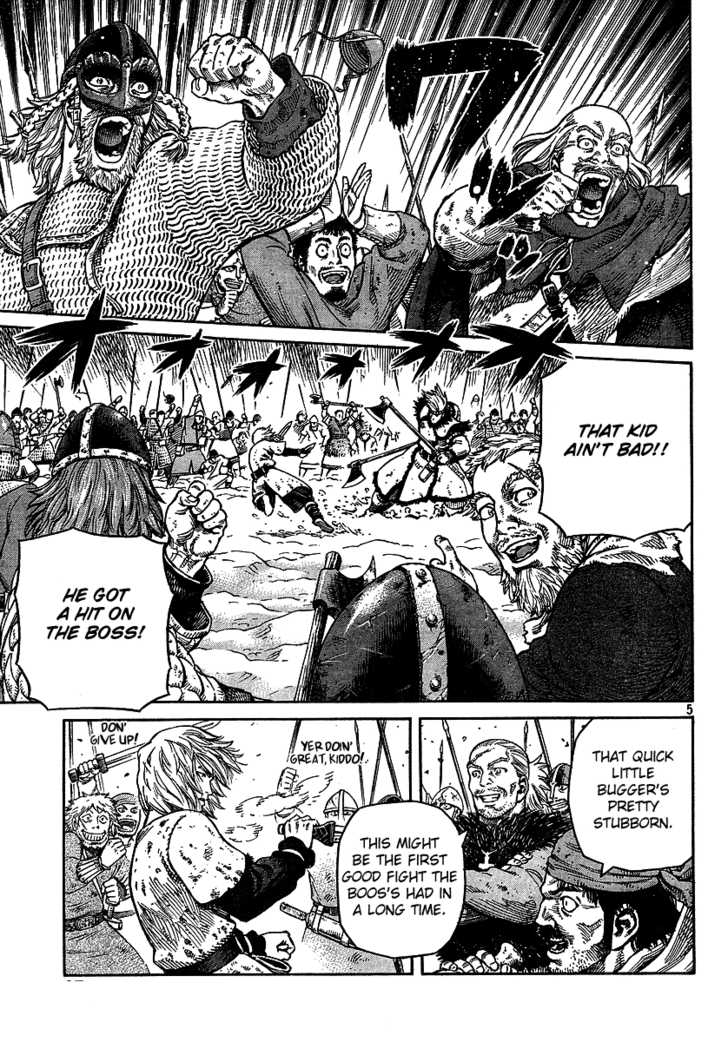 ワ
THAT KID
AIN'T BAD!!
HE GOT
A HIT ON
THE BOSS!
5
THAT QUICK
LITTLE
BUGGER'S
PRETTY
STUBBORN.
THIS MIGHT
BE THE FIRST
GOOD FIGHT THE
BOOS'S HAD IN
A LONG TIME.
YER DOIN'
GREAT, KIDDO!
DON'
GIVE UP!